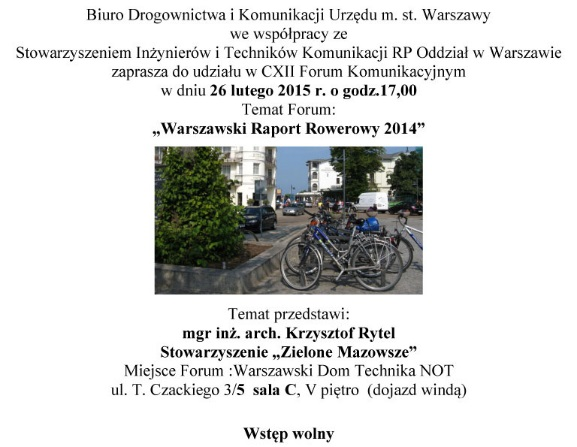 Biuro Drogownictwa i Komunikacji Urzędu m. st. Warszawy
we współpracy ze
Stowarzyszeniem Inżynierów i Techników Komunikacji RP Oddział w Warszawie
zaprasza do udziału w CXII Forum Komunikacyjnym
w dniu 26 lutego 2015 r. o godz.17,00
Temat Forum:
„Warszawski Raport Rowerowy 2014”
Temat przedstawi:
mgr inż. arch. Krzysztof Rytel
Stowarzyszenie „Zielone Mazowsze”
Miejsce Forum :Warszawski Dom Technika NOT
ul. T. Czackiego 3/5 sala C, V piętro (dojazd windą)
Wstęp wolny